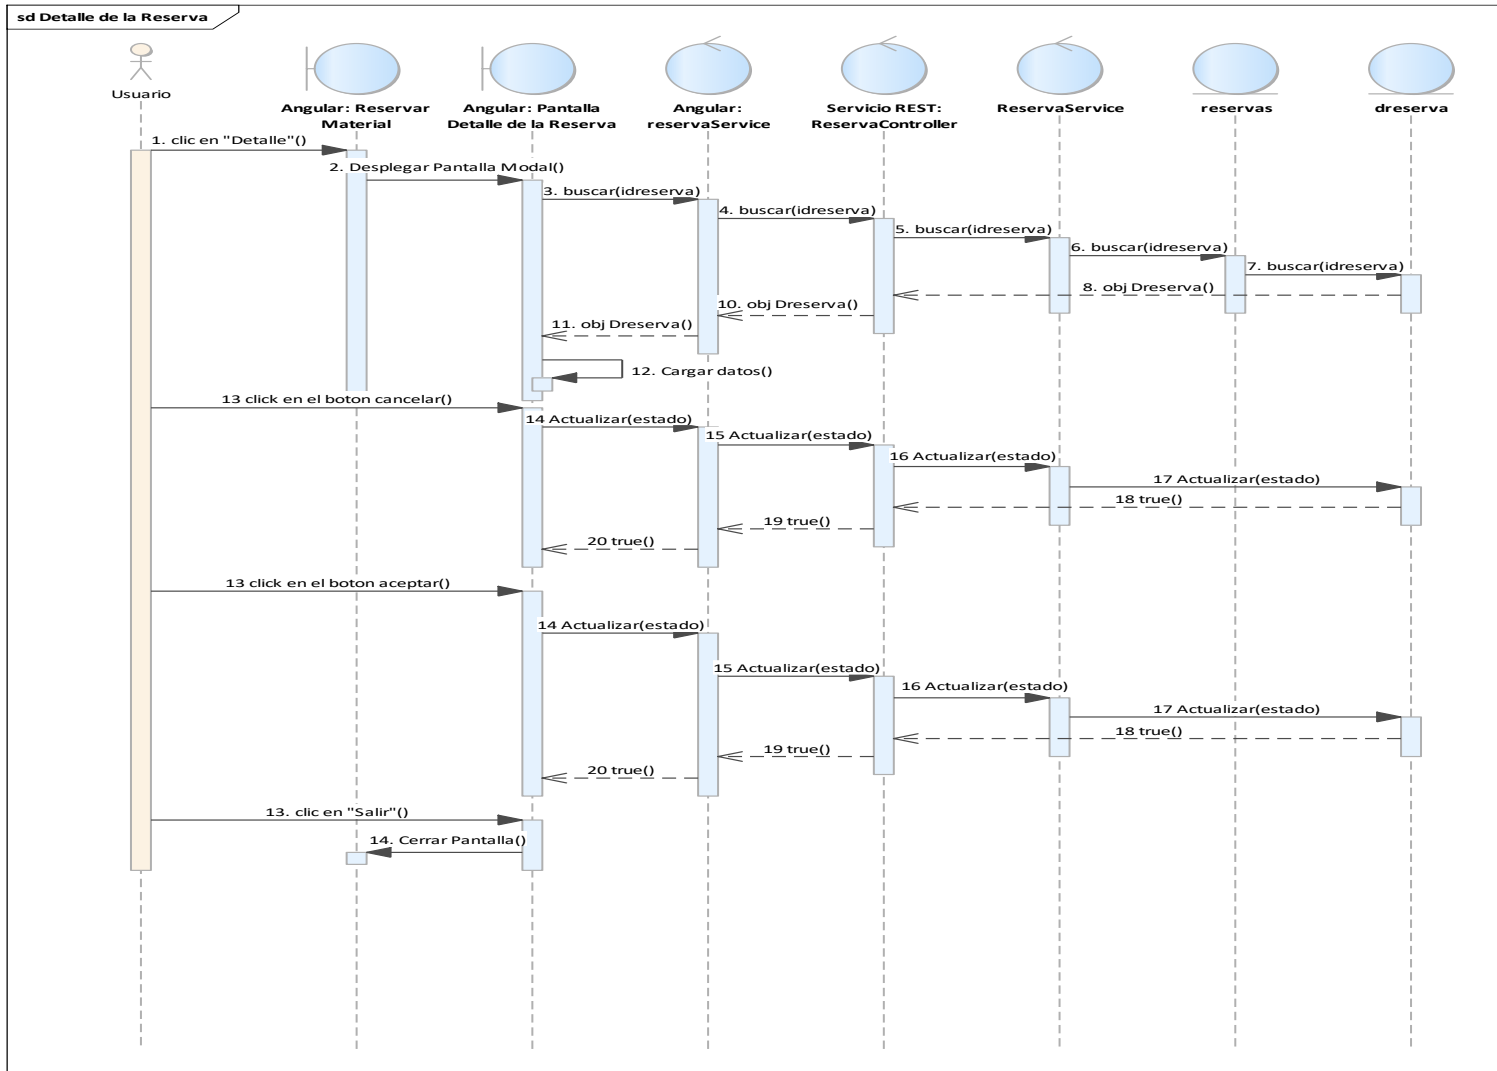 sd Detalle de la Reserva
Usuario
Angular: Reservar
Material
Angular: Pantalla
Detalle de la Reserva
Angular:
reservaService
Servicio REST:
ReservaController
ReservaService
reservas
dreserva
1. clic en "Detalle"()
2. Desplegar Pantalla Modal()
3. buscar(idreserva)
4. buscar(idreserva)
5. buscar(idreserva)
6. buscar(idreserva)
7. buscar(idreserva)
8. obj Dreserva()
10. obj Dreserva()
11. obj Dreserva()
12. Cargar datos()
13 click en el boton cancelar()
14 Actualizar(estado)
15 Actualizar(estado)
16 Actualizar(estado)
17 Actualizar(estado)
18 true()
19 true()
20 true()
13 click en el boton aceptar()
14 Actualizar(estado)
15 Actualizar(estado)
16 Actualizar(estado)
17 Actualizar(estado)
18 true()
19 true()
20 true()
13. clic en "Salir"()
14. Cerrar Pantalla()